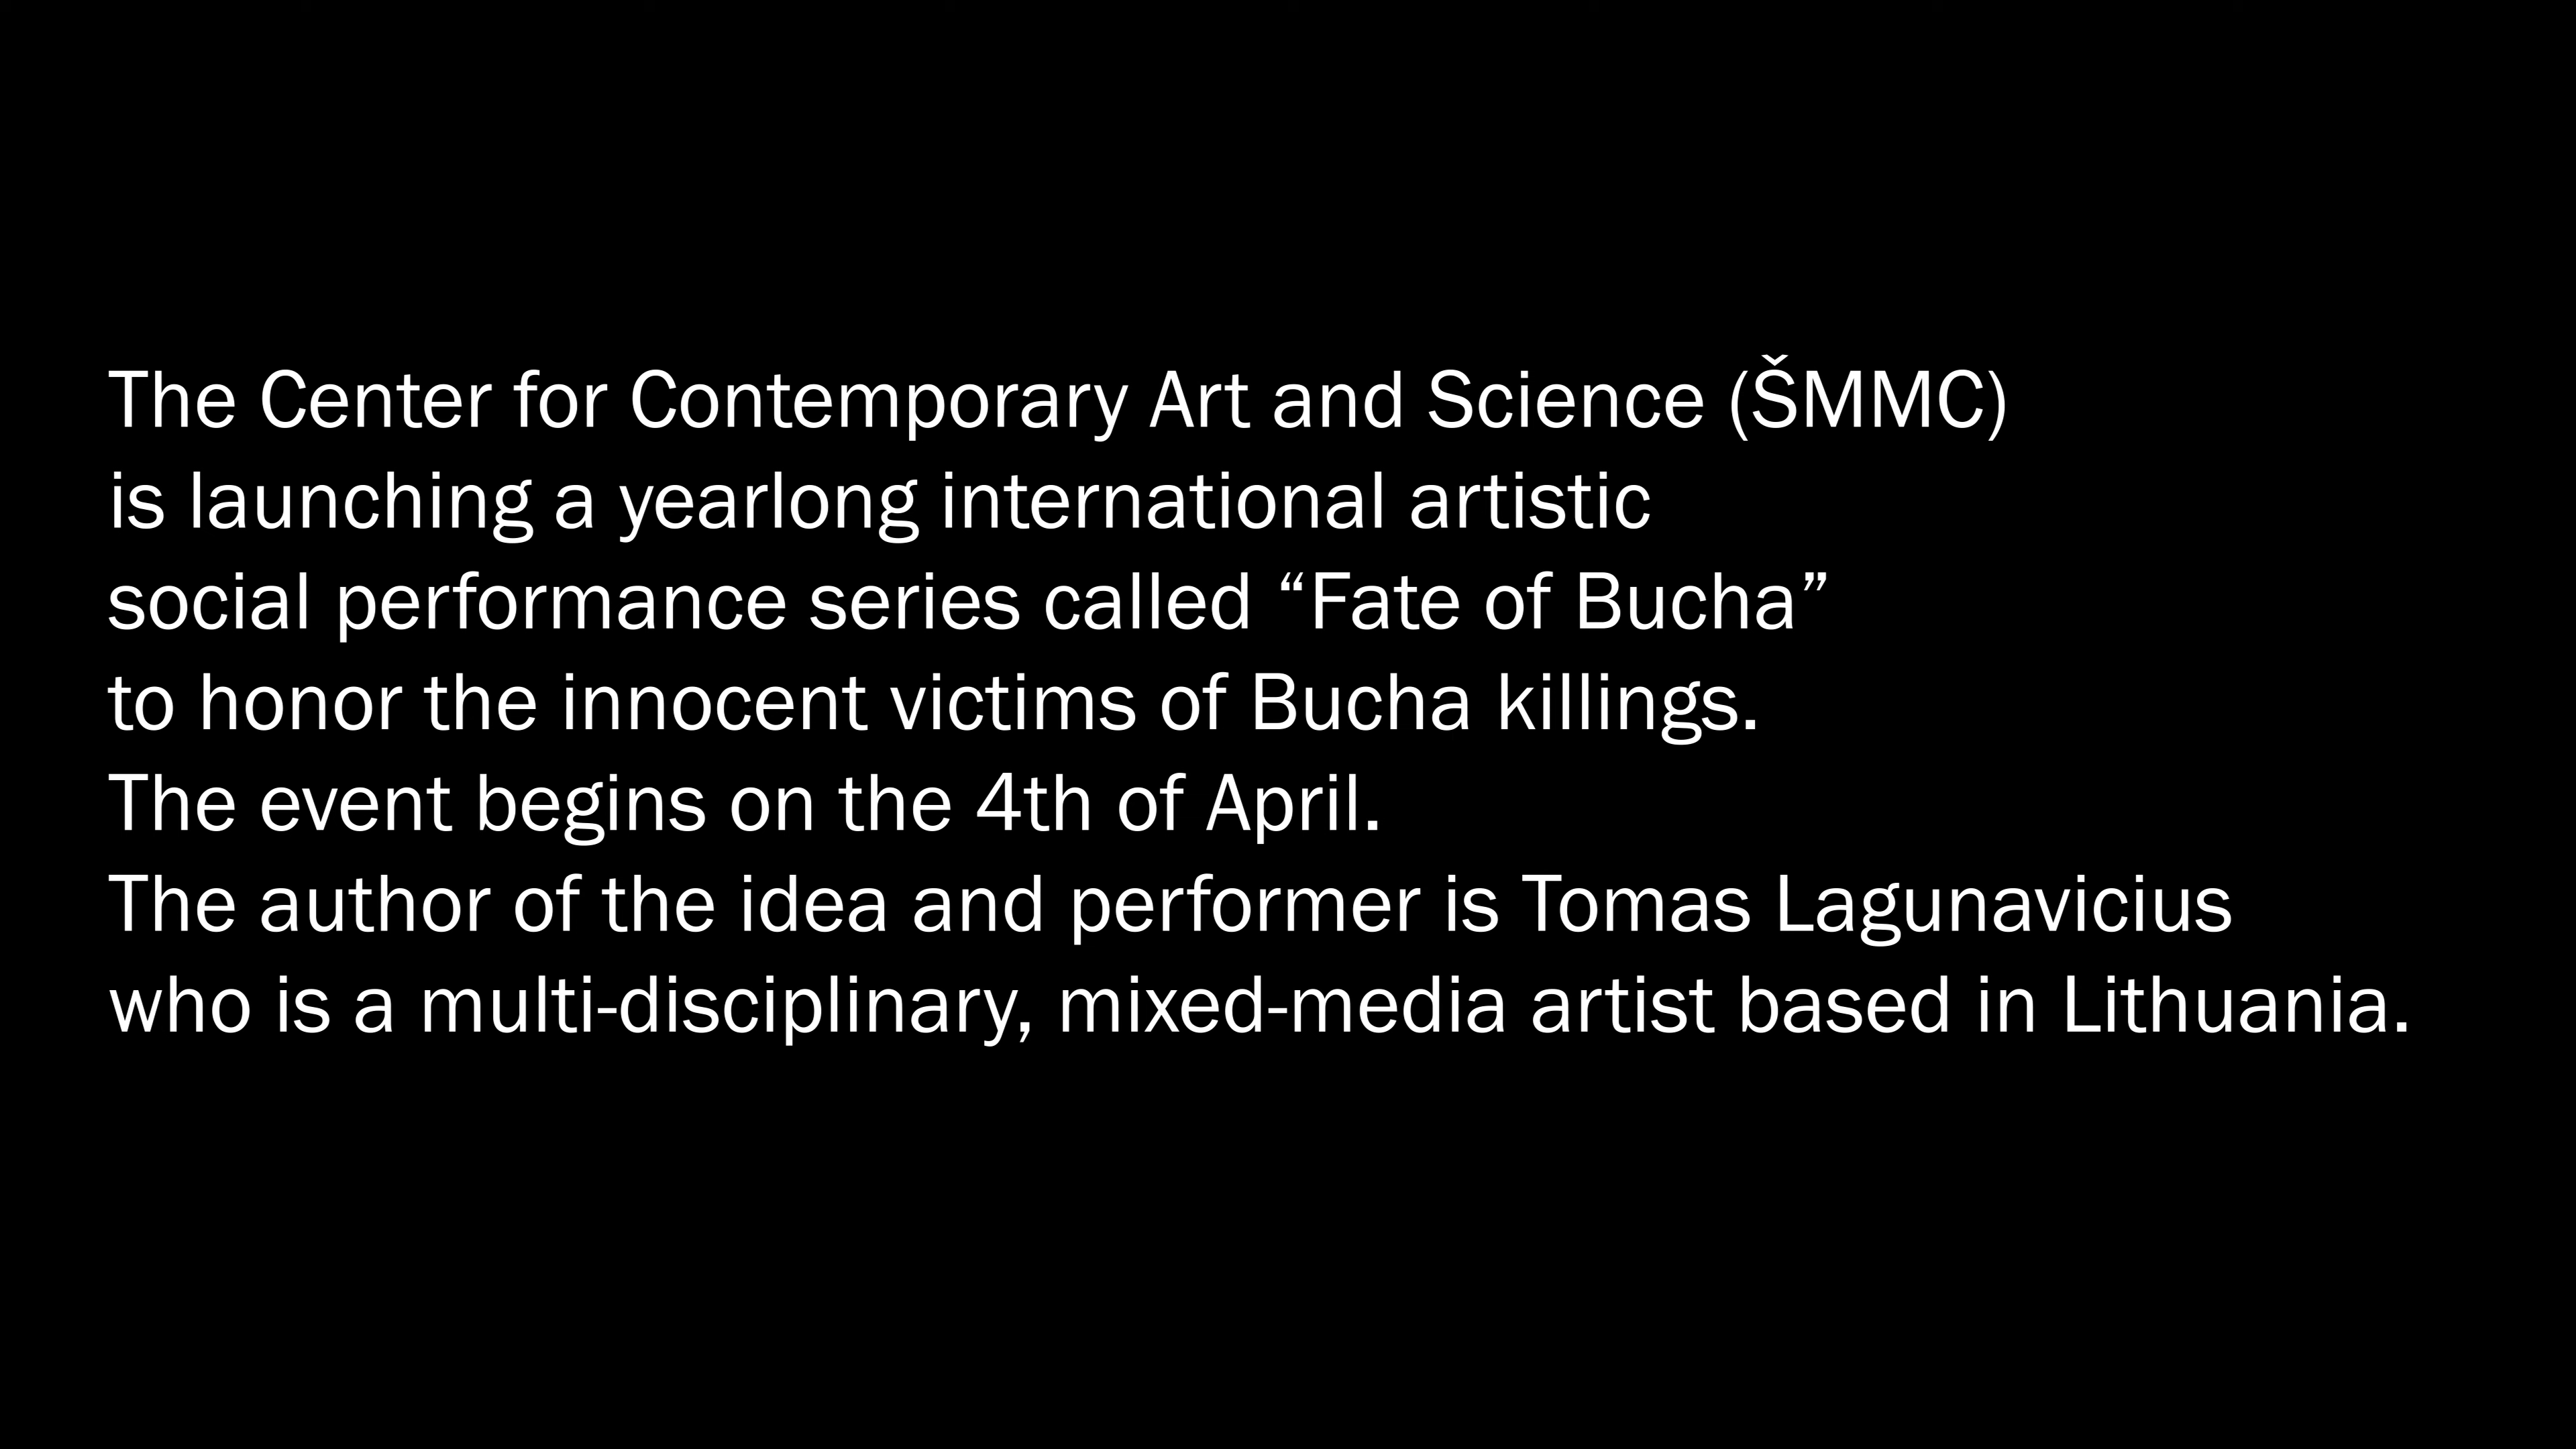 The Center for Contemporary Art and Science (ŠMMC)
is launching a yearlong international artistic
social performance series called “Fate of Bucha”
to honor the innocent victims of Bucha killings.
The event begins on the 4th of April.
The author of the idea and performer is Tomas Lagunavicius
who is a multi-disciplinary, mixed-media artist based in Lithuania.